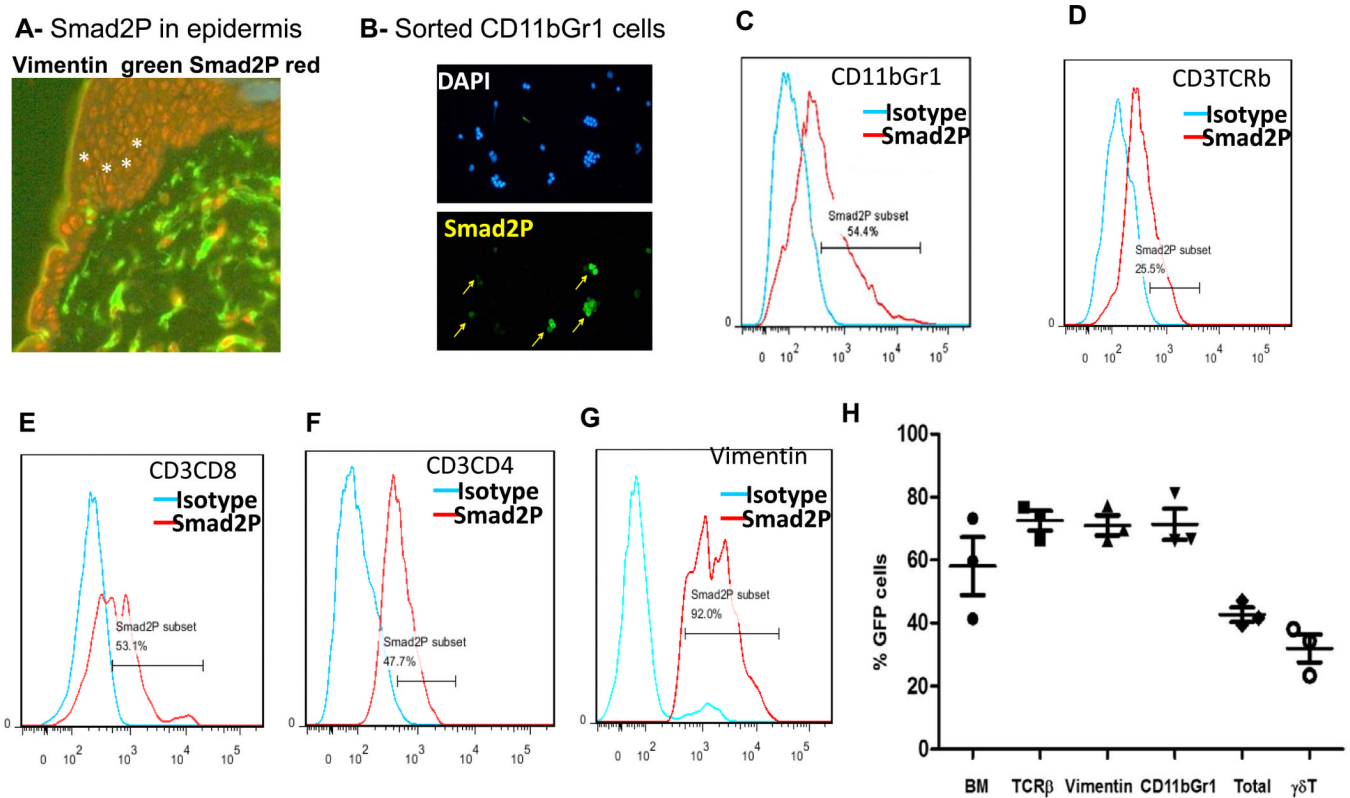 A- Smad2P in epidermis
Vimentin green Smad2P red
* * * *
B- Sorted CD11bGr1 cells
DAPI
Smad2P
C
CD11bGr1
Isotype
Smad2P
Smad2P subset
54.4%
0
0 10² 10³ 10⁴ 10⁵
D
CD3TCRb
Isotype
Smad2P
Smad2P subset
25.5%
0
0 10² 10³ 10⁴ 10⁵
E
CD3CD8
Isotype
Smad2P
Smad2P subset
53.1%
0
0 10² 10³ 10⁴ 10⁵
F
CD3CD4
Isotype
Smad2P
Smad2P subset
47.7%
0
0 10² 10³ 10⁴ 10⁵
G
Vimentin
Isotype
Smad2P
Smad2P subset
92.0%
0
0 10² 10³ 10⁴ 10⁵
H
% GFP cells
100
80
60
40
20
0
BM TCRβ Vimentin CD11bGr1 Total γδT